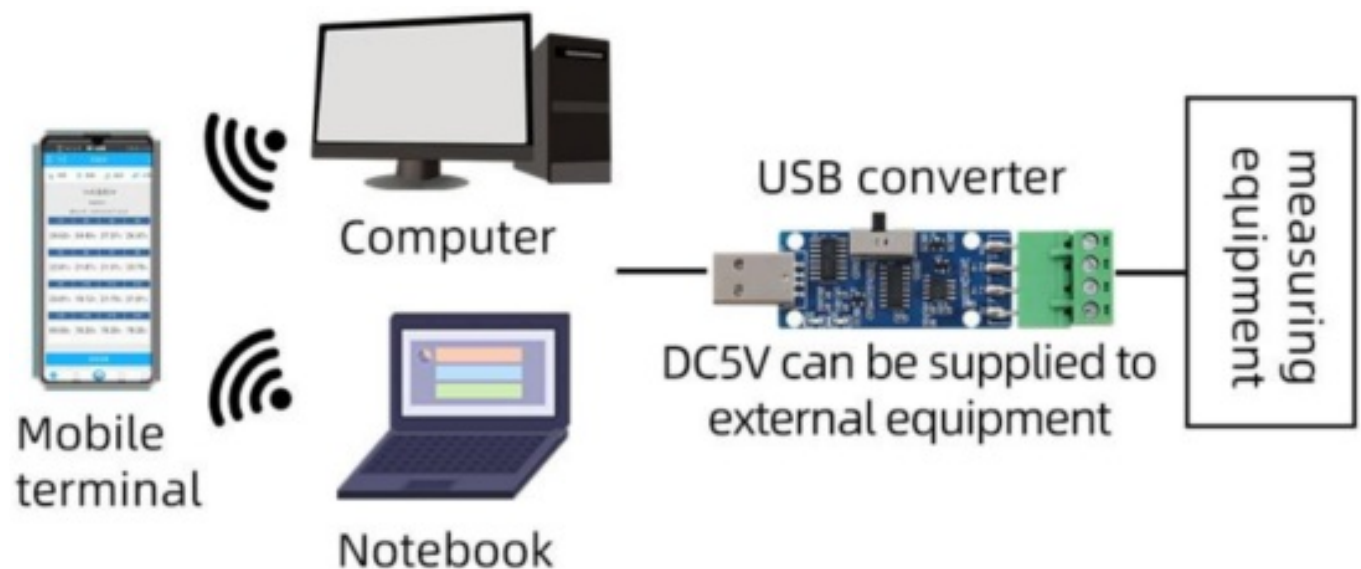 Computer
Mobile
terminal
Notebook
USB converter
DC5V can be supplied to
external equipment
measuring
equipment